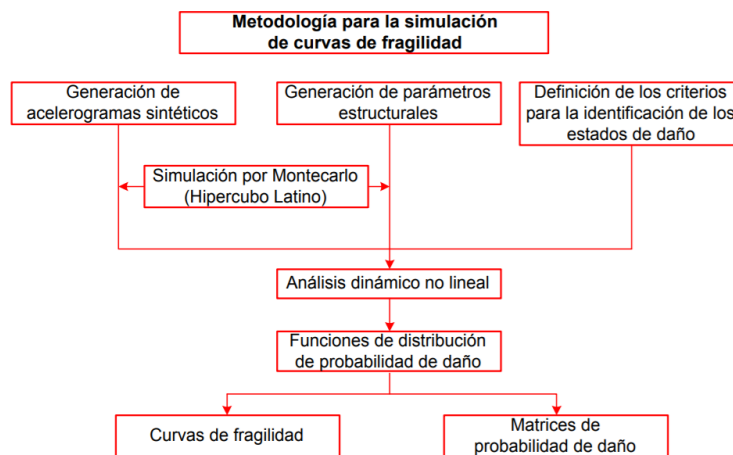 Metodología para la simulación
de curvas de fragilidad
Generación de
acelerogramas sintéticos
Generación de parámetros
estructurales
Definición de los criterios
para la identificación de los
estados de daño
Simulación por Montecarlo
(Hipercubo Latino)
Análisis dinámico no lineal
Funciones de distribución
de probabilidad de daño
Curvas de fragilidad
Matrices de
probabilidad de daño